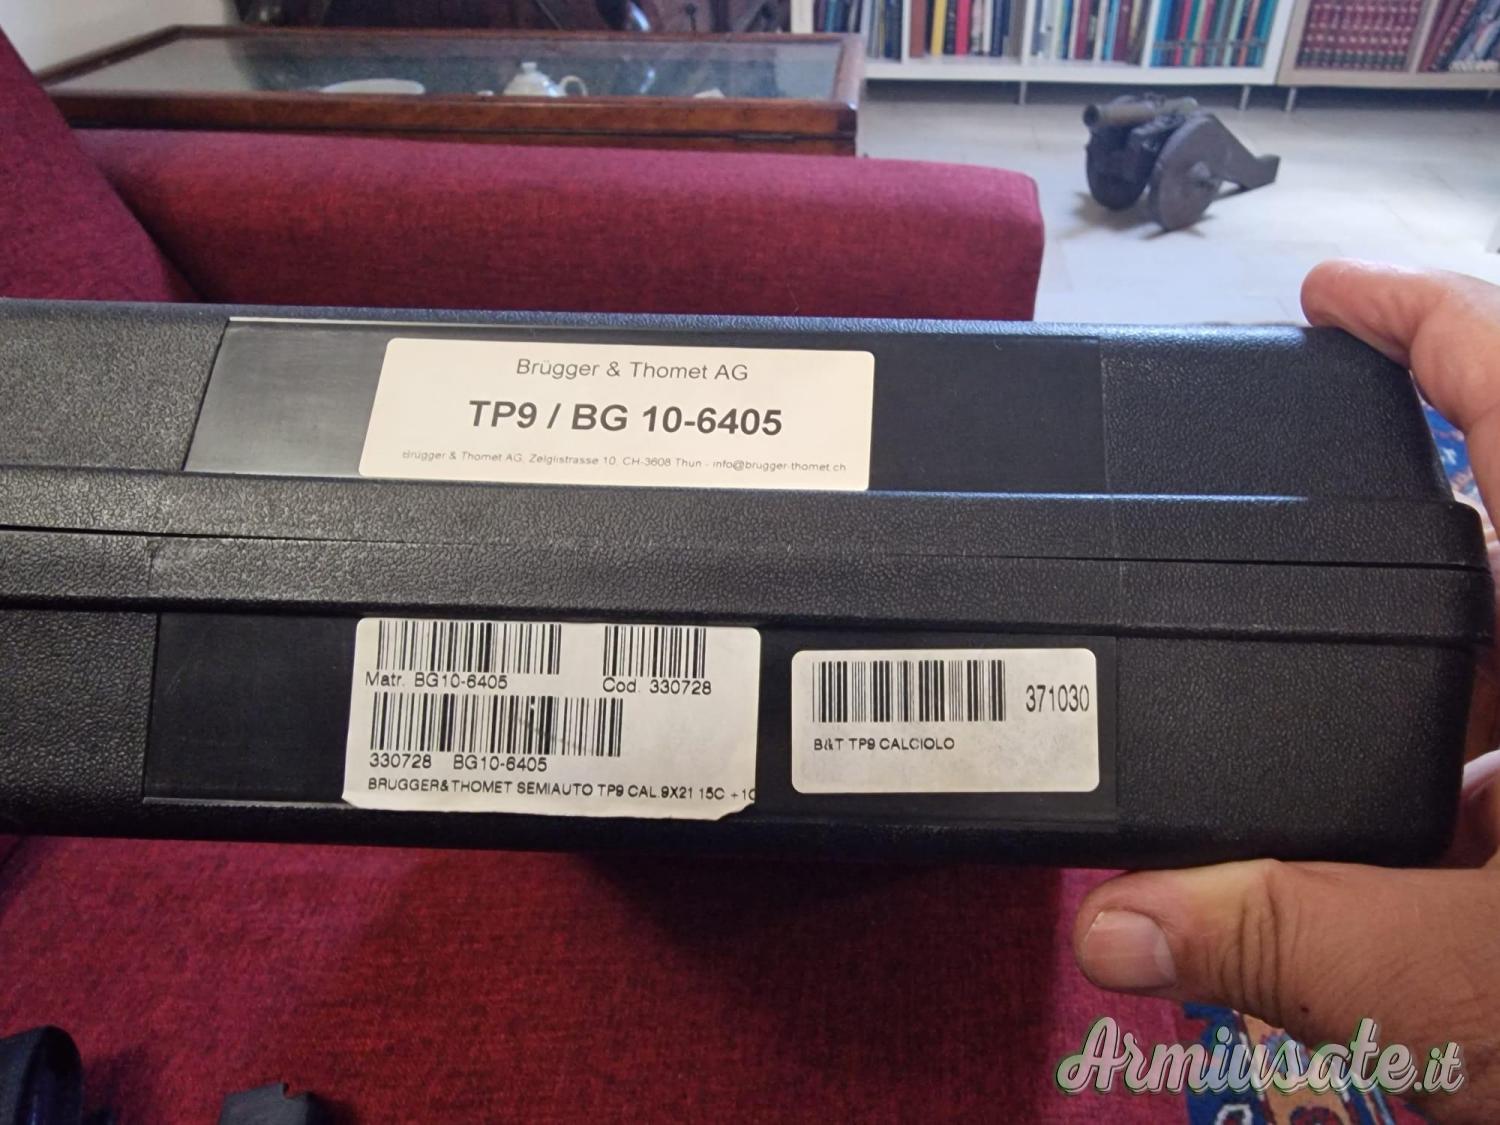 Brügger & Thomet AG
TP9 / BG 10-6405
Brügger & Thomet AG, Zelglistrasse 10, CH-3608 Thun - info@brugger-thomet.ch
Matr. BG10-6405
Cod. 330728
330728 BG10-6405
BRUGGER&THOMET SEMIAUTO TP9 CAL.9X21 15C +1C
371030
B&T TP9 CALCIOLO
Armiusate.it